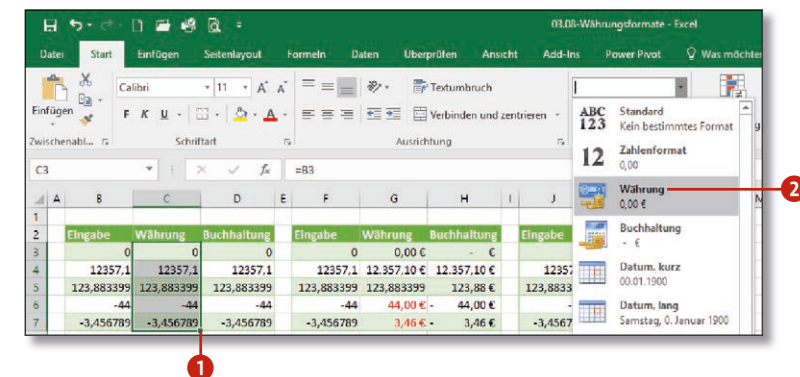 03.08-Währungsformate - Excel
Datei Start Einfügen Seitenlayout Formeln Daten Überprüfen Ansicht Add-Ins Power Pivot Was möchten
Calibri 11 A A Textumbruch
Einfügen F K U A Verbinden und zentrieren
Zwischenabl... Schriftart Ausrichtung
ABC 123 Standard
Kein bestimmtes Format
12 Zahlenformat
0,00
Währung 2
0,00 €
Buchhaltung
- €
Datum, kurz
00.01.1900
Datum, lang
Samstag, 0. Januar 1900
C3 fx =B3
A B C D E F G H I J M
1
2 Eingabe Währung Buchhaltung Eingabe Währung Buchhaltung Eingabe
3 0 0 0 0 0,00 € - €
4 12357,1 12357,1 12357,1 12357,1 12.357,10 € 12.357,10 € 12357
5 123,883399 123,883399 123,883399 123,883399 123,883399 123,88 € 123,8833
6 -44 -44 -44 -44 44,00 € - 44,00 € -
7 -3,456789 -3,456789 -3,456789 -3,456789 3,46 € - 3,46 € -3,4567
1